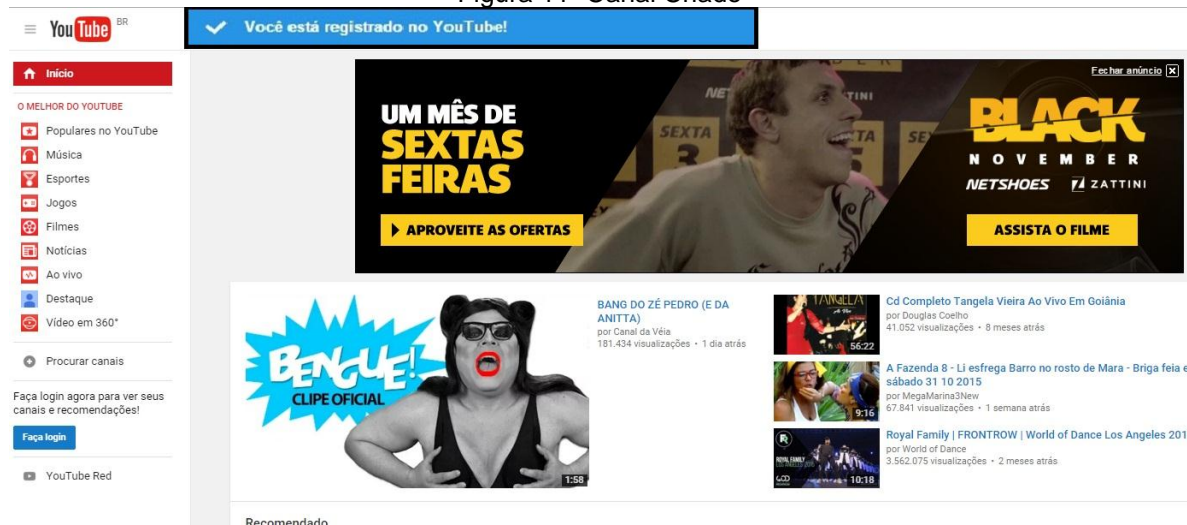 Figura 11- Canal Criado
YouTube BR
Você está registrado no YouTube!
Início
O MELHOR DO YOUTUBE
Populares no YouTube
Música
Esportes
Jogos
Filmes
Notícias
Ao vivo
Destaque
Vídeo em 360°
Procurar canais
Faça login agora para ver seus
canais e recomendações!
Faça login
YouTube Red
Fechar anúncio
UM MÊS DE
SEXTAS
FEIRAS
APROVEITE AS OFERTAS
SEXTA
3
BLACK
NOVEMBER
NETSHOES ZATTINI
ASSISTA O FILME
BENGUE!
CLIPE OFICIAL
1:58
BANG DO ZÉ PEDRO (E DA
ANITTA)
por Canal da Véia
181.434 visualizações • 1 dia atrás
56:22
Cd Completo Tangela Vieira Ao Vivo Em Goiânia
por Douglas Coelho
41.052 visualizações • 8 meses atrás
9:16
A Fazenda 8 - Li esfrega Barro no rosto de Mara - Briga feia e
sábado 31 10 2015
por MegaMarina3New
67.841 visualizações • 1 semana atrás
ROYAL FAMILY
10:18
Royal Family | FRONTROW | World of Dance Los Angeles 201
por World of Dance
3.562.075 visualizações • 2 meses atrás
Recomendado